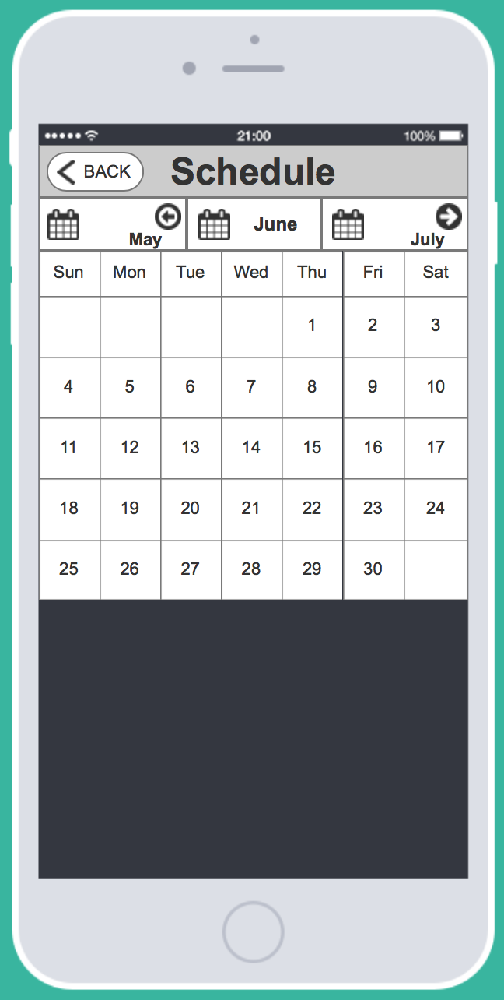 21:00 100%
BACK Schedule
May June July
Sun Mon Tue Wed Thu Fri Sat
1 2 3
4 5 6 7 8 9 10
11 12 13 14 15 16 17
18 19 20 21 22 23 24
25 26 27 28 29 30